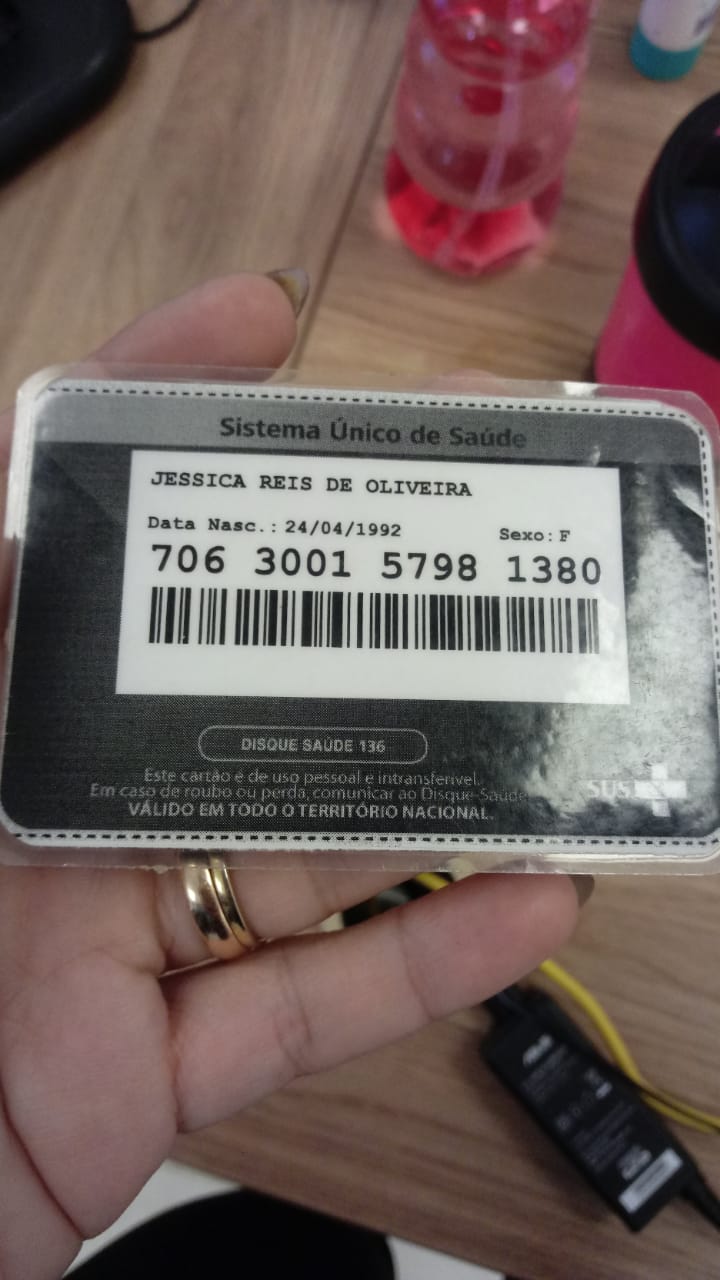 Sistema Único de Saúde
JESSICA REIS DE OLIVEIRA
Data Nasc.: 24/04/1992 Sexo: F
706 3001 5798 1380
DISQUE SAÚDE 136
Este cartão é de uso pessoal e intransferível.
Em caso de roubo ou perda, comunicar ao Disque-Saúde
VÁLIDO EM TODO O TERRITÓRIO NACIONAL.
SUS